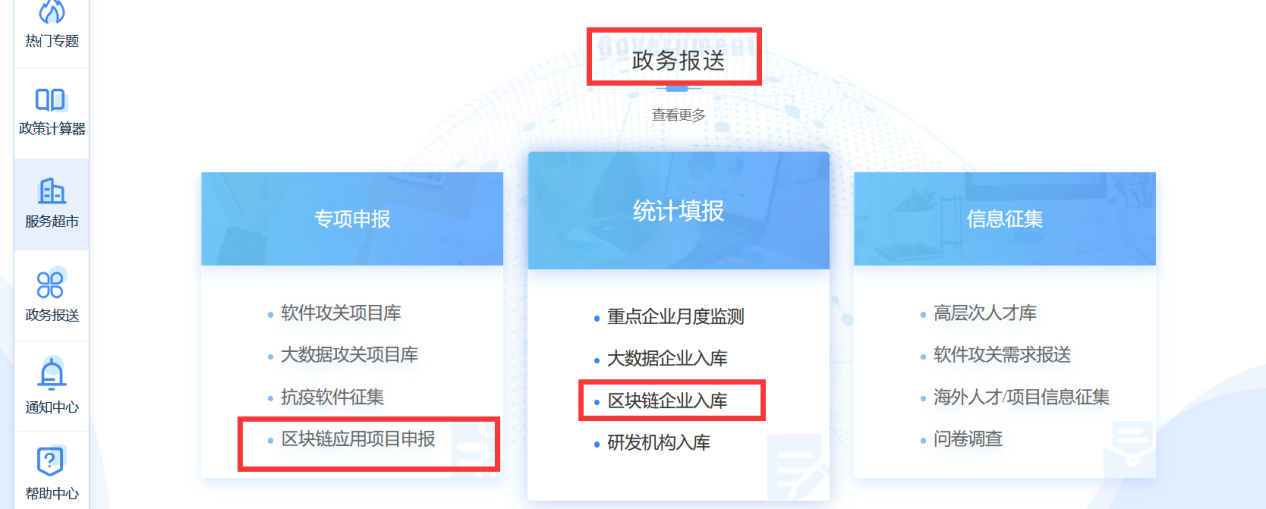 热门专题
政策计算器
服务超市
政务报送
通知中心
帮助中心
Government
政务报送
查看更多
专项申报
软件攻关项目库
大数据攻关项目库
抗疫软件征集
区块链应用项目申报
统计填报
重点企业月度监测
大数据企业入库
区块链企业入库
研发机构入库
信息征集
高层次人才库
软件攻关需求报送
海外人才/项目信息征集
问卷调查